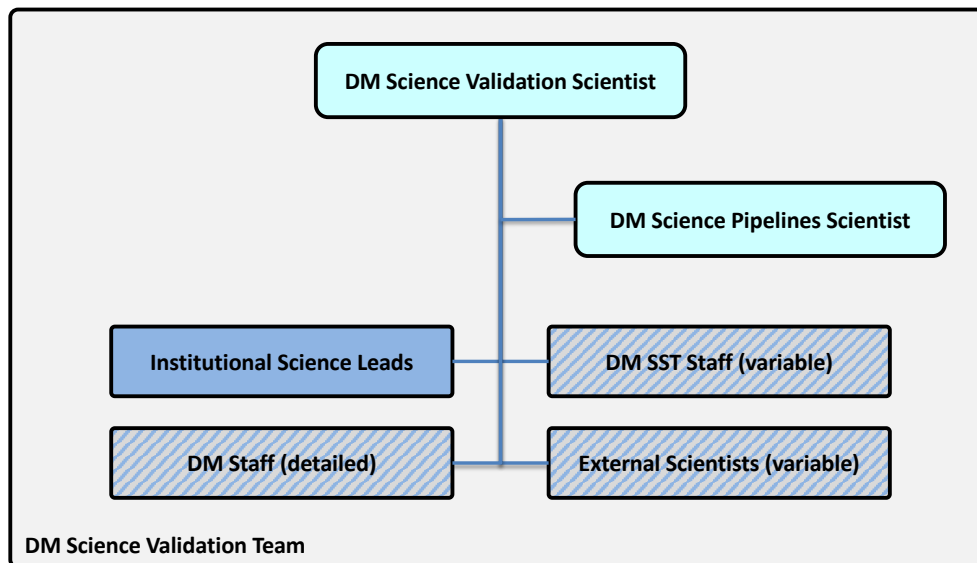 DM Science Validation Scientist
DM Science Pipelines Scientist
Institutional Science Leads
DM SST Staff (variable)
DM Staff (detailed)
External Scientists (variable)
DM Science Validation Team